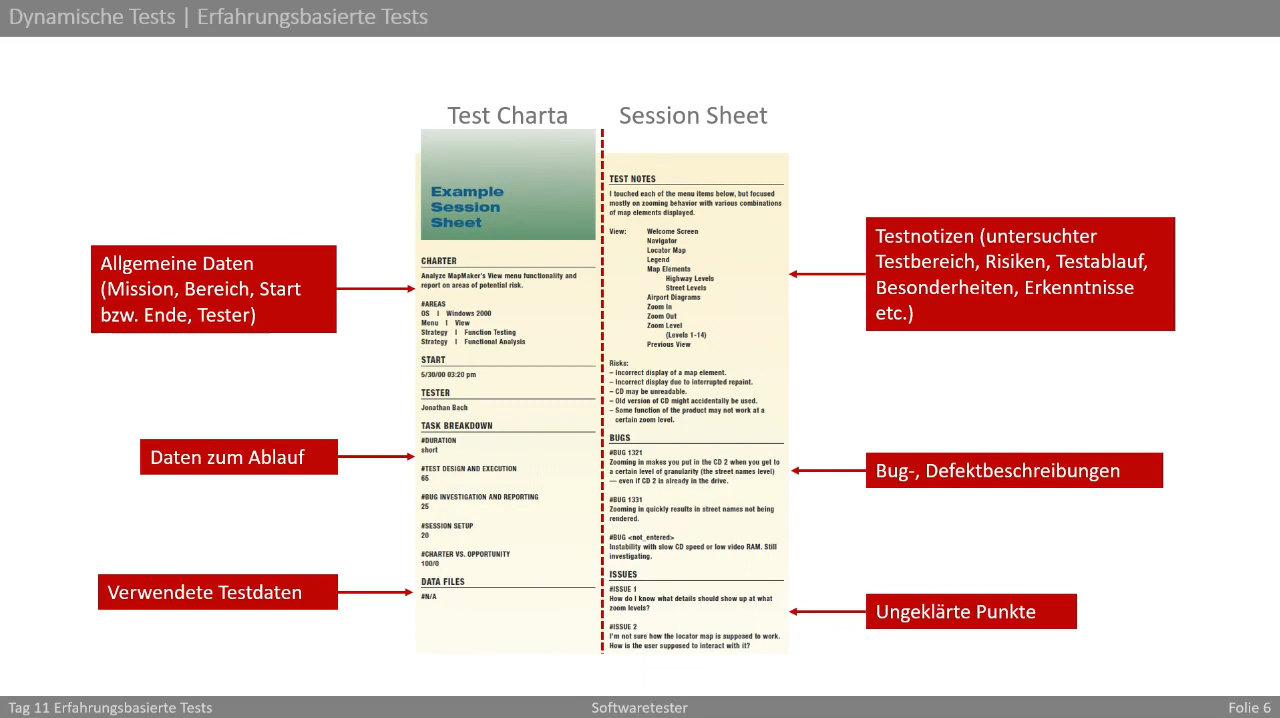 Dynamische Tests | Erfahrungsbasierte Tests
Test Charta
Session Sheet
Allgemeine Daten
(Mission, Bereich, Start
bzw. Ende, Tester)
Daten zum Ablauf
Verwendete Testdaten
Example
Session
Sheet
CHARTER
Analyze MapMaker's View menu functionality and
report on areas of potential risk.
#AREAS
OS | Windows 2000
Menu | View
Strategy | Function Testing
Strategy | Functional Analysis
START
5/30/00 03:20 pm
TESTER
Jonathan Bach
TASK BREAKDOWN
#DURATION
short
#TEST DESIGN AND EXECUTION
65
#BUG INVESTIGATION AND REPORTING
25
#SESSION SETUP
20
#CHARTER VS. OPPORTUNITY
100/0
DATA FILES
#N/A
TEST NOTES
I touched each of the menu items below, but focused
mostly on zooming behavior with various combinations
of map elements displayed.
View: Welcome Screen
Navigator
Locator Map
Legend
Map Elements
Highway Levels
Street Levels
Airport Diagrams
Zoom In
Zoom Out
Zoom Level
(Levels 1-14)
Previous View
Risks:
– Incorrect display of a map element.
– Incorrect display due to interrupted repaint.
– CD may be unreadable.
– Old version of CD might accidentally be used.
– Some function of the product may not work at a
certain zoom level.
BUGS
#BUG 1321
Zooming in makes you put in the CD 2 when you get to
a certain level of granularity (the street names level)
— even if CD 2 is already in the drive.
#BUG 1331
Zooming in quickly results in street names not being
rendered.
#BUG <not_entered>
Instability with slow CD speed or low video RAM. Still
investigating.
ISSUES
#ISSUE 1
How do I know what details should show up at what
zoom levels?
#ISSUE 2
I'm not sure how the locator map is supposed to work.
How is the user supposed to interact with it?
Testnotizen (untersuchter
Testbereich, Risiken, Testablauf,
Besonderheiten, Erkenntnisse
etc.)
Bug-, Defektbeschreibungen
Ungeklärte Punkte
Tag 11 Erfahrungsbasierte Tests
Softwaretester
Folie 6